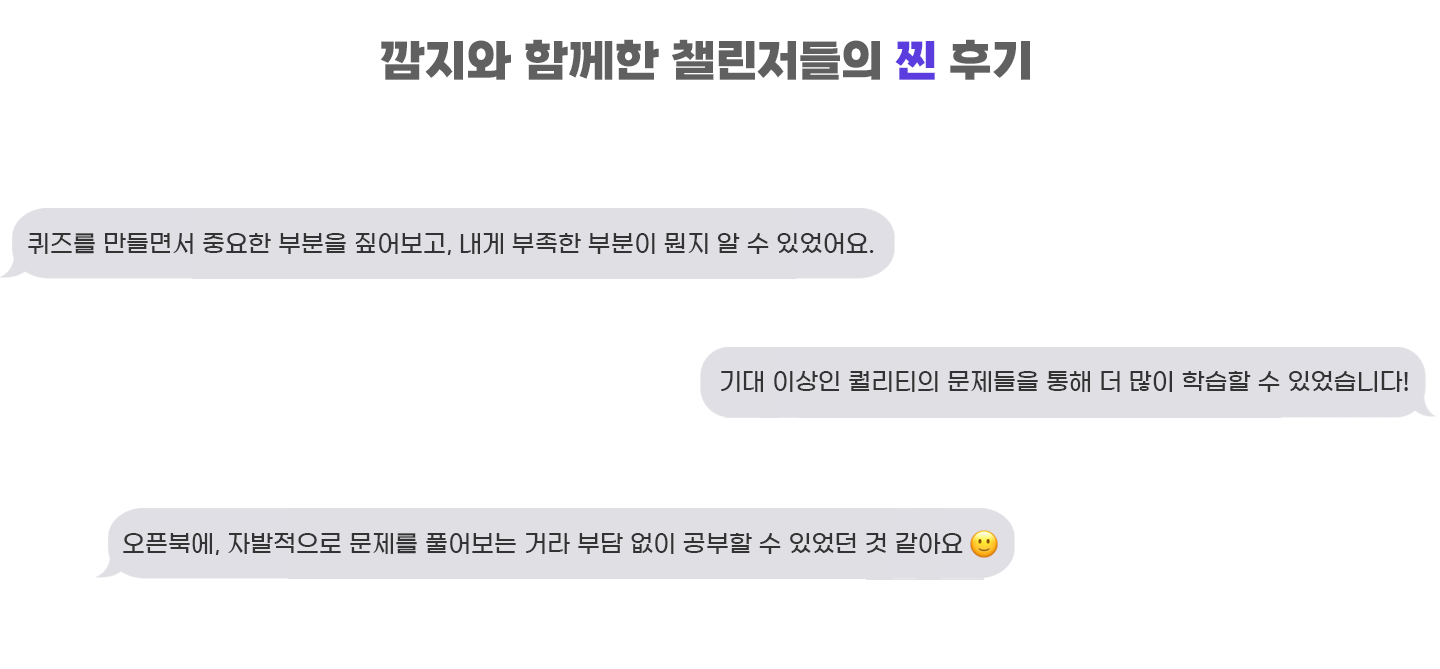 깜지와 함께한 챌린저들의 찐 후기
퀴즈를 만들면서 중요한 부분을 짚어보고, 내게 부족한 부분이 뭔지 알 수 있었어요.
기대 이상인 퀄리티의 문제들을 통해 더 많이 학습할 수 있었습니다!
오픈북에, 자발적으로 문제를 풀어보는 거라 부담 없이 공부할 수 있었던 것 같아요 🙂